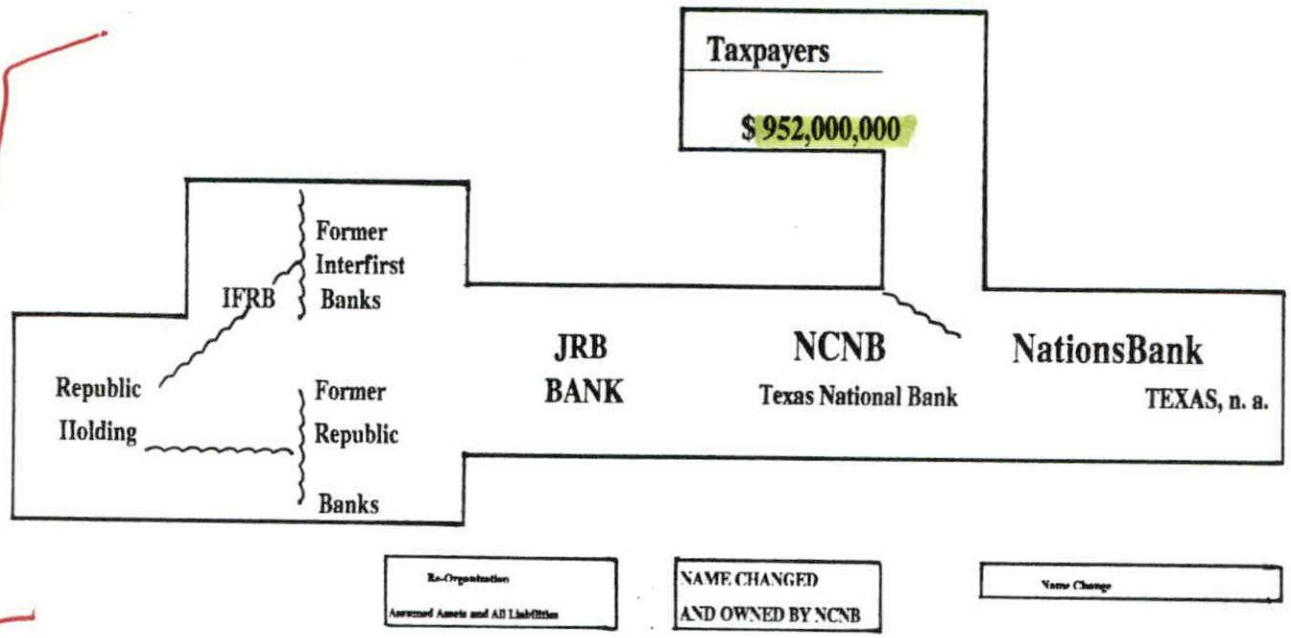 Taxpayers
$ 952,000,000
Former
Interfirst
IFRB Banks
JRB
BANK
NCNB
Texas National Bank
NationsBank
TEXAS, n. a.
Republic
Holding
Former
Republic
Banks
Re-Organization
Assumed Assets and All Liabilities
NAME CHANGED
AND OWNED BY NCNB
Name Change